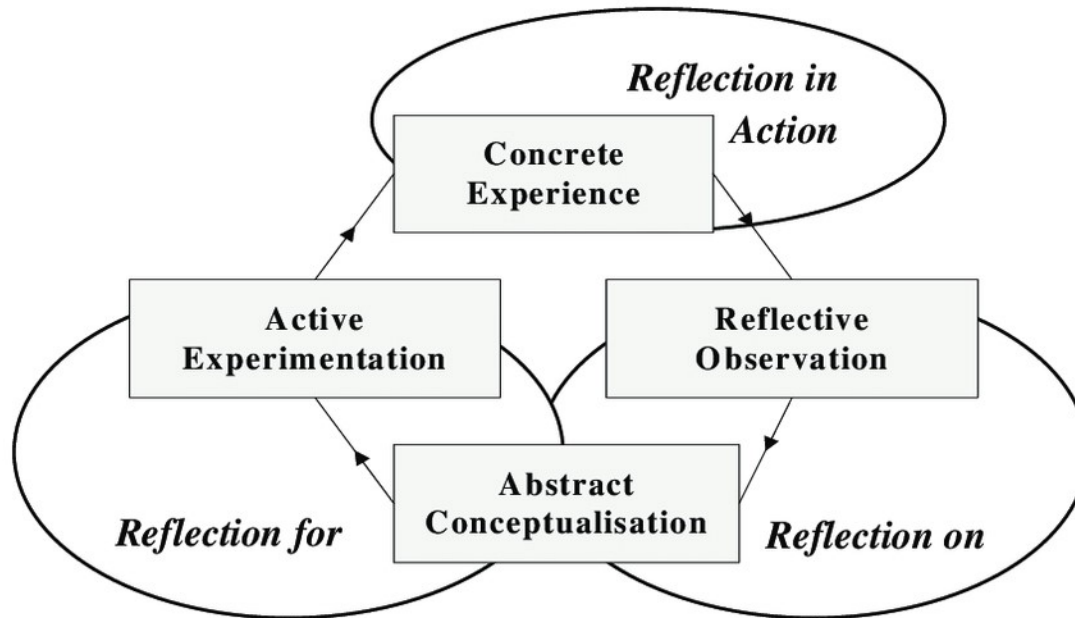 Reflection in
Action
Concrete
Experience
Active
Experimentation
Reflective
Observation
Abstract
Conceptualisation
Reflection for
Reflection on